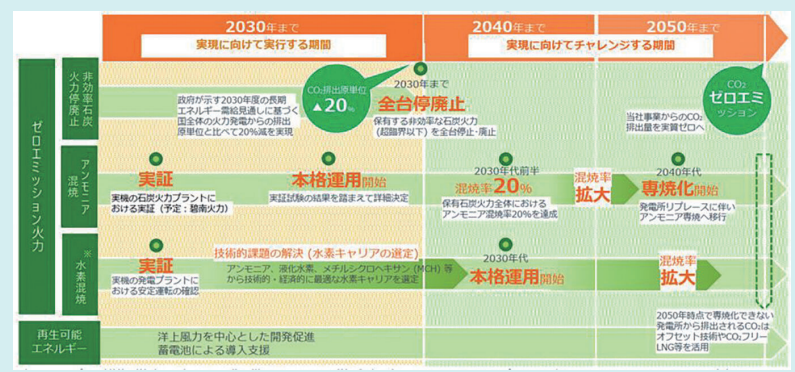 2030年まで
実現に向けて実行する期間
2040年まで
2050年まで
実現に向けてチャレンジする期間
ゼロエミッション火力
非効率石炭
火力停廃止
政府が示す2030年度の長期
エネルギー需給見通しに基づく
国全体の火力発電からの排出
原単位と比べて20%減を実現
CO₂排出原単位
▲20%
2030年まで
全台停廃止
保有する非効率な石炭火力
(超臨界以下)を全台停止・廃止
当社事業からのCO₂
排出量を実質ゼロへ
CO₂
ゼロエミ
ッション
アンモニア
混焼
実証
実機の石炭火力プラントに
おける実証(予定:碧南火力)
本格運用開始
実証試験の結果を踏まえて詳細決定
2030年代前半
混焼率20%
保有石炭火力全体における
アンモニア混焼率20%を達成
混焼率
拡大
2040年代
専焼化開始
発電所リプレースに伴い
アンモニア専焼へ移行
※
水素混焼
実証
実機の発電プラントに
おける安定運転の確認
技術的課題の解決(水素キャリアの選定)
アンモニア、液化水素、メチルシクロヘキサン(MCH)等
から技術的・経済的に最適な水素キャリアを選定
2030年代
本格運用開始
混焼率
拡大
再生可能
エネルギー
洋上風力を中心とした開発促進
蓄電池による導入支援
2050年時点で専焼化できない
発電所から排出されるCO₂は
オフセット技術やCO₂フリー
LNG等を活用